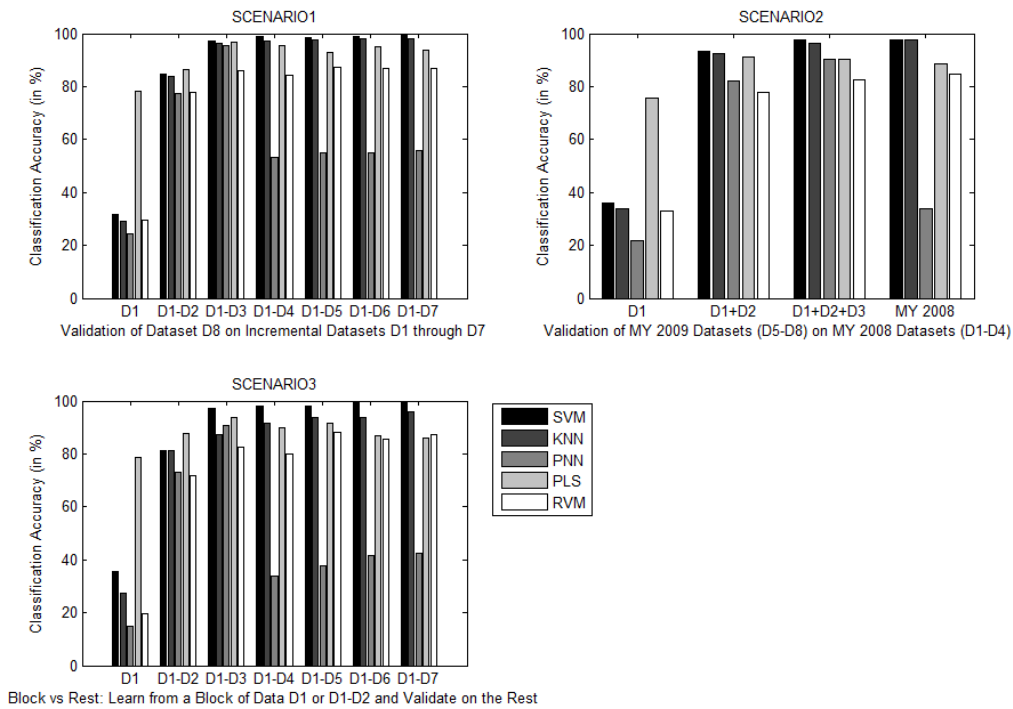 SCENARIO1
Classification Accuracy (in %)
100
80
60
40
20
0
D1 D1-D2 D1-D3 D1-D4 D1-D5 D1-D6 D1-D7
Validation of Dataset D8 on Incremental Datasets D1 through D7
SCENARIO2
Classification Accuracy (in %)
100
80
60
40
20
0
D1 D1+D2 D1+D2+D3 MY 2008
Validation of MY 2009 Datasets (D5-D8) on MY 2008 Datasets (D1-D4)
SCENARIO3
Classification Accuracy (in %)
100
80
60
40
20
0
D1 D1-D2 D1-D3 D1-D4 D1-D5 D1-D6 D1-D7
Block vs Rest: Learn from a Block of Data D1 or D1-D2 and Validate on the Rest
SVM
KNN
PNN
PLS
RVM